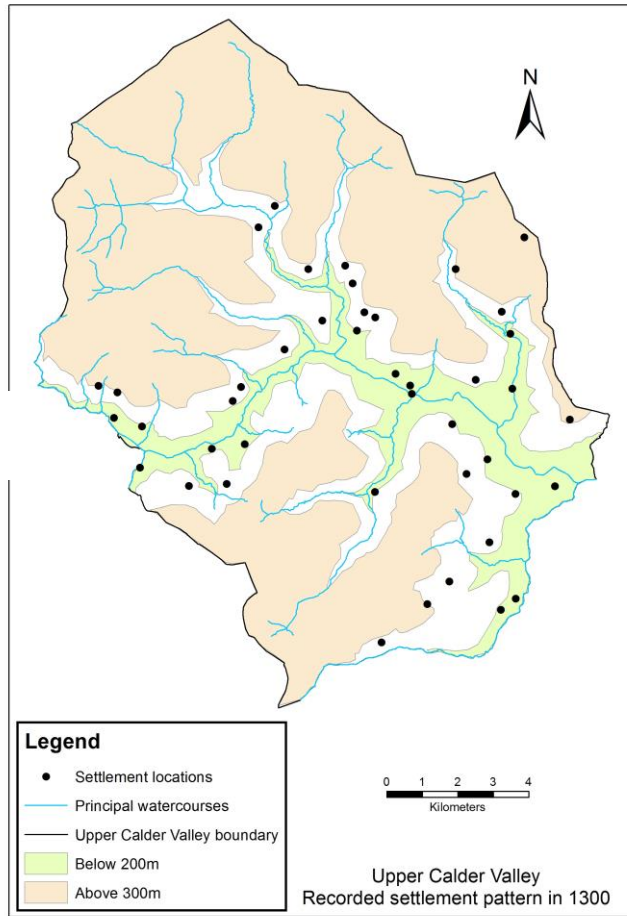 N
Legend
Settlement locations
Principal watercourses
Upper Calder Valley boundary
Below 200m
Above 300m
0 1 2 3 4
Kilometers
Upper Calder Valley
Recorded settlement pattern in 1300